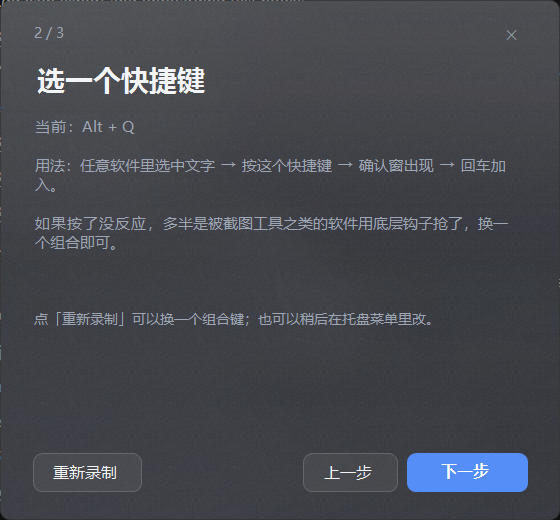 2 / 3
×
选一个快捷键
当前：Alt + Q
用法：任意软件里选中文字 → 按这个快捷键 → 确认窗出现 → 回车加
入。
如果按了没反应，多半是被截图工具之类的软件用底层钩子抢了，换一
个组合即可。
点「重新录制」可以换一个组合键；也可以稍后在托盘菜单里改。
重新录制
上一步
下一步